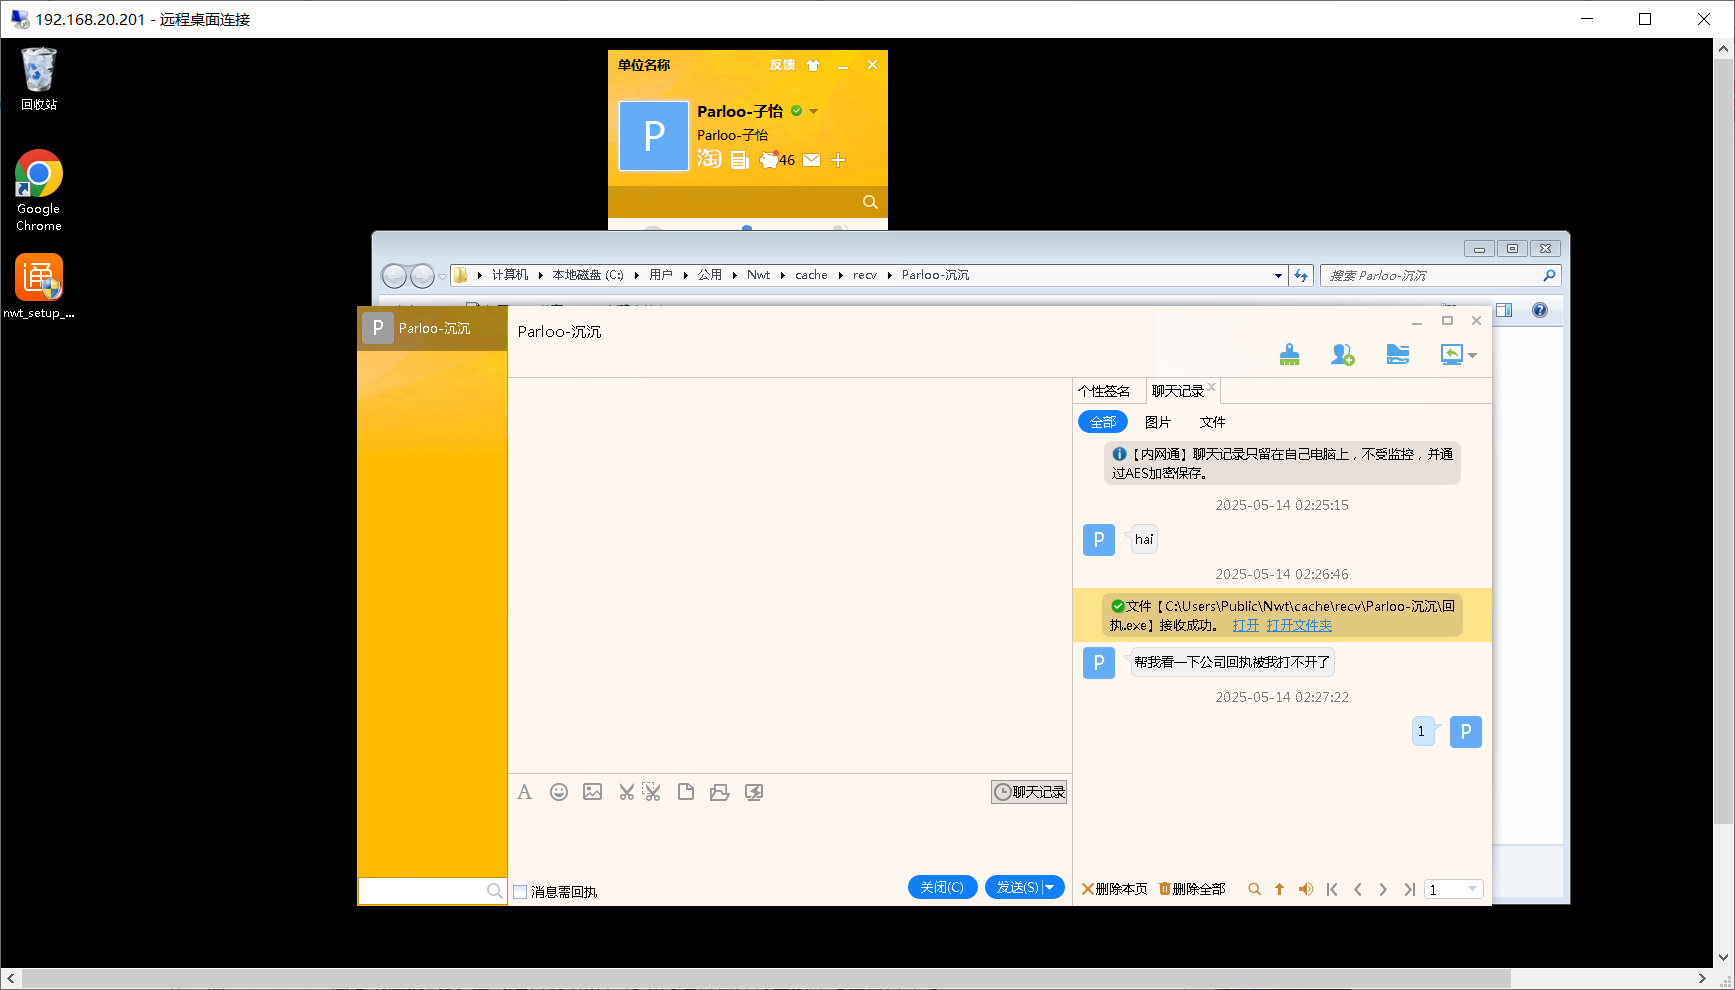 192.168.20.201 - 远程桌面连接
回收站
Google
Chrome
nwt_setup_...
单位名称
反馈
P
Parloo-子怡
Parloo-子怡
淘
46
计算机
本地磁盘 (C:)
用户
公用
Nwt
cache
recv
Parloo-沉沉
搜索 Parloo-沉沉
P
Parloo-沉沉
Parloo-沉沉
个性签名
聊天记录
全部
图片
文件
【内网通】聊天记录只留在自己电脑上，不受监控，并通
过AES加密保存。
2025-05-14 02:25:15
P
hai
2025-05-14 02:26:46
文件【C:\Users\Public\Nwt\cache\recv\Parloo-沉沉\回
执.exe】接收成功。 打开 打开文件夹
P
帮我看一下公司回执被我打不开了
2025-05-14 02:27:22
1
P
聊天记录
消息需回执
关闭(C)
发送(S)
删除本页
删除全部
1